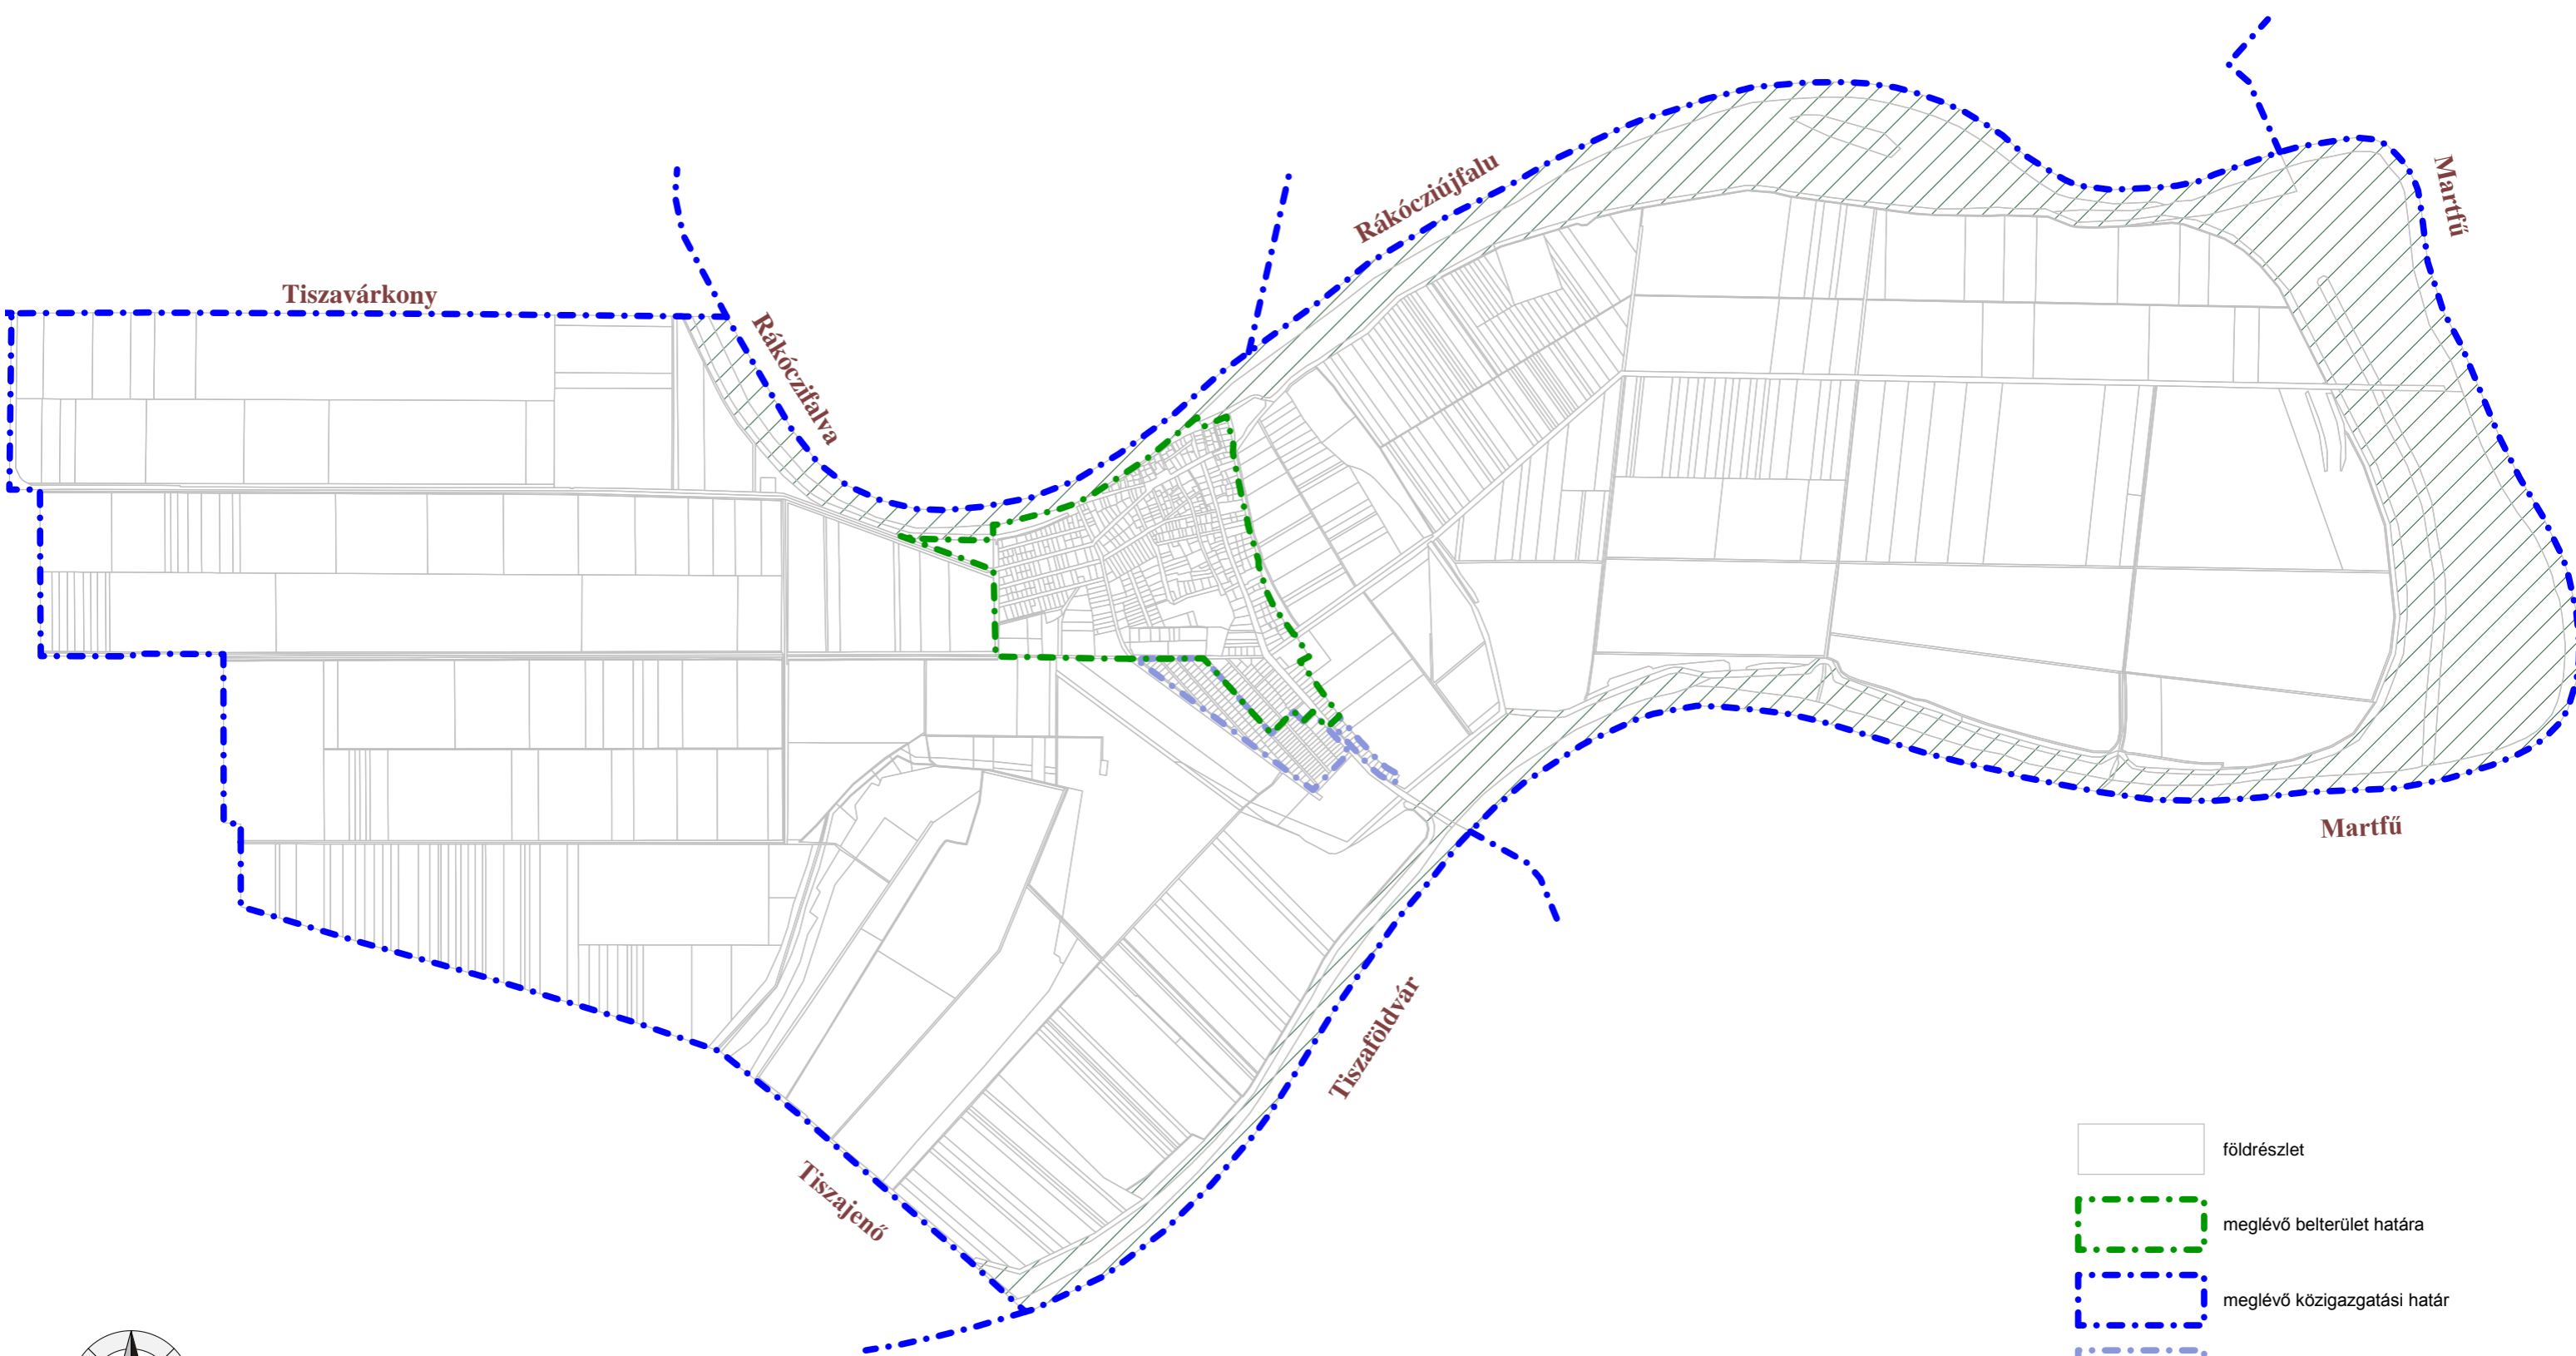 Rákócziújfalu
Martfű
Tiszavárkony
Rákóczifalva
Martfű
Tiszaföldvár
Tiszajenő
földrészlet
meglévő belterület határa
meglévő közigazgatási határ